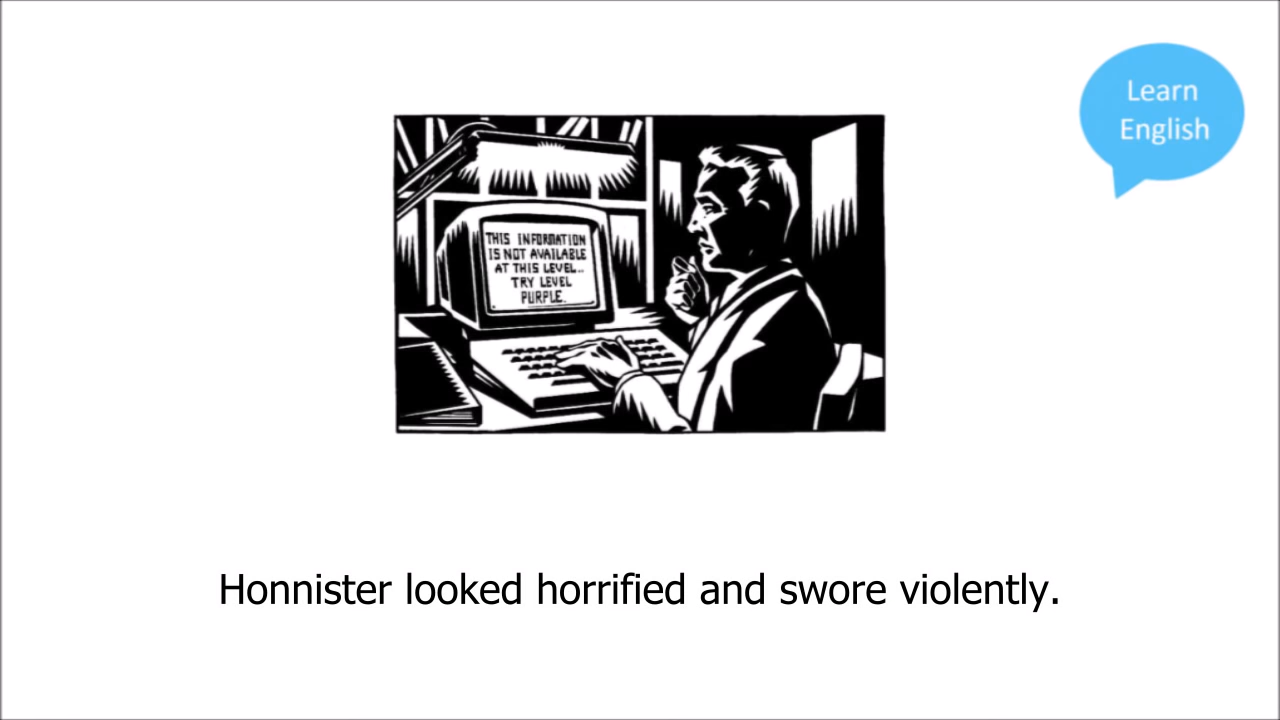 Learn
English
THIS INFORMATION
IS NOT AVAILABLE
AT THIS LEVEL..
TRY LEVEL
PURPLE.
Honnister looked horrified and swore violently.